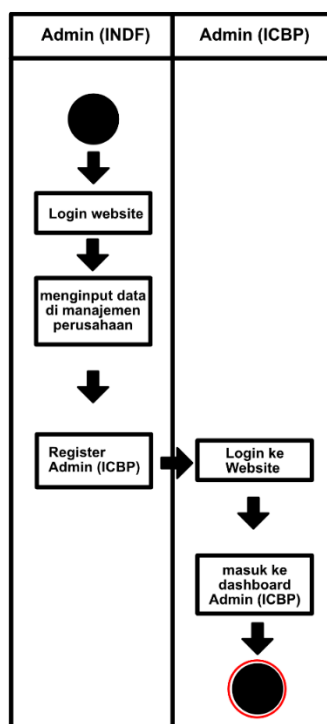 Admin (INDF)
Admin (ICBP)
Login website
menginput data
di manajemen
perusahaan
Register
Admin (ICBP)
Login ke
Website
masuk ke
dashboard
Admin (ICBP)